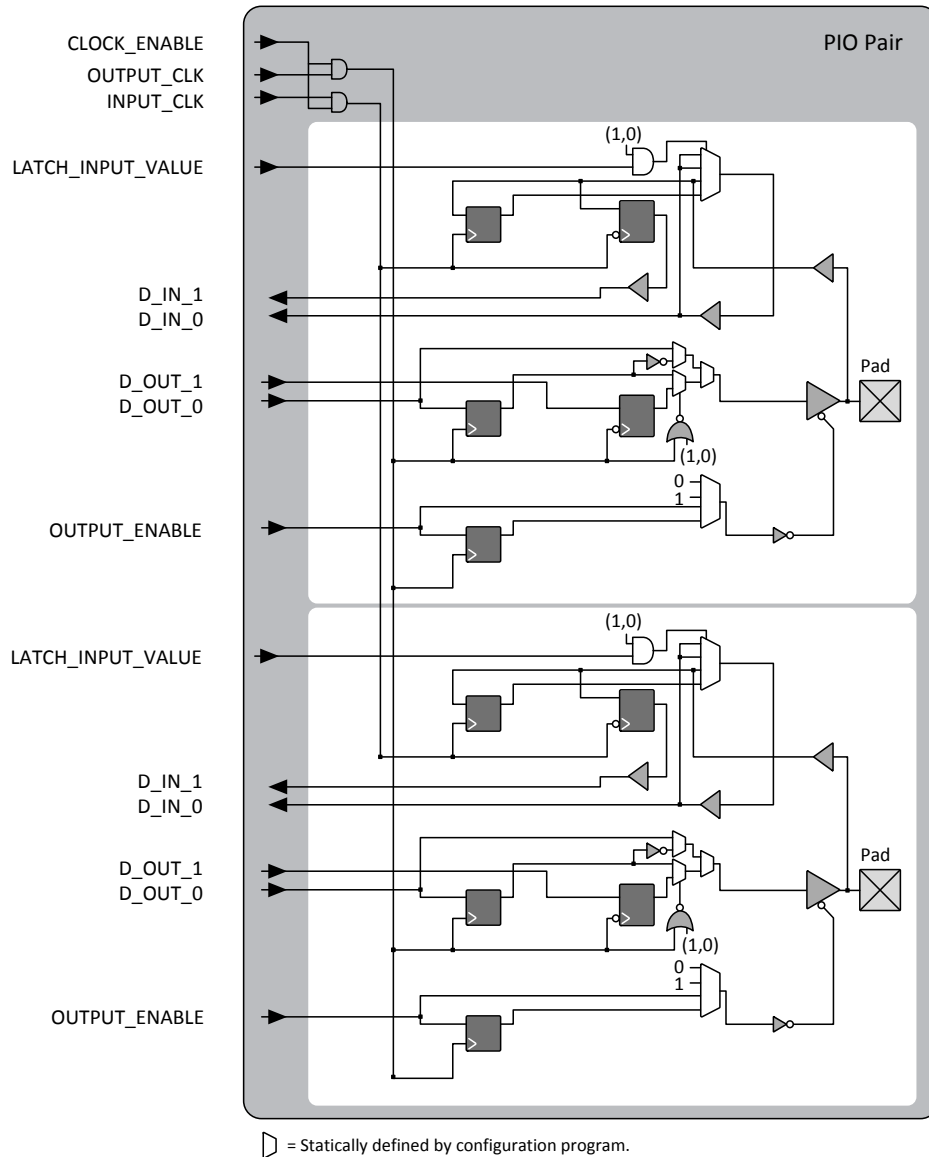 CLOCK_ENABLE
PIO Pair
OUTPUT_CLK
INPUT_CLK
(1,0)
LATCH_INPUT_VALUE
D_IN_1
D_IN_0
Pad
D_OUT_1
D_OUT_0
(1,0)
0
1
OUTPUT_ENABLE
(1,0)
LATCH_INPUT_VALUE
D_IN_1
D_IN_0
Pad
D_OUT_1
D_OUT_0
(1,0)
0
1
OUTPUT_ENABLE
= Statically defined by configuration program.